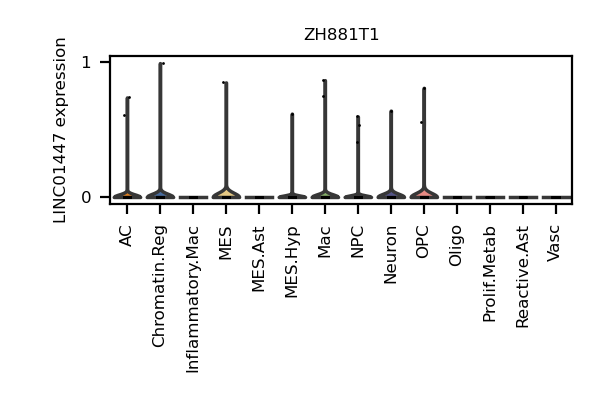 ZH881T1
LINC01447 expression
1
0
AC
Chromatin.Reg
Inflammatory.Mac
MES
MES.Ast
MES.Hyp
Mac
NPC
Neuron
OPC
Oligo
Prolif.Metab
Reactive.Ast
Vasc